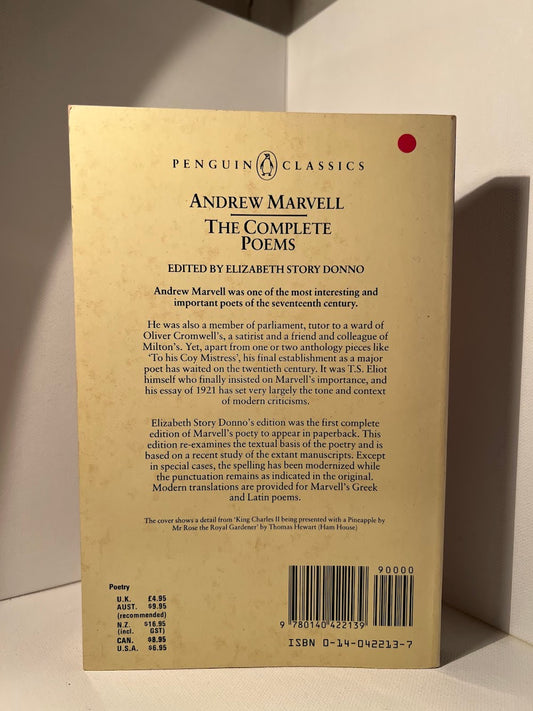 PENGUIN CLASSICS
ANDREW MARVELL
THE COMPLETE
POEMS
EDITED BY ELIZABETH STORY DONNO
Andrew Marvell was one of the most interesting and
important poets of the seventeenth century.
He was also a member of parliament, tutor to a ward of
Oliver Cromwell's, a satirist and a friend and colleague of
Milton's. Yet, apart from one or two anthology pieces like
'To his Coy Mistress', his final establishment as a major
poet has waited on the twentieth century. It was T.S. Eliot
himself who finally insisted on Marvell's importance, and
his essay of 1921 has set very largely the tone and context
of modern criticisms.
Elizabeth Story Donno's edition was the first complete
edition of Marvell's poety to appear in paperback. This
edition re-examines the textual basis of the poetry and is
based on a recent study of the extant manuscripts. Except
in special cases, the spelling has been modernized while
the punctuation remains as indicated in the original.
Modern translations are provided for Marvell's Greek
and Latin poems.
The cover shows a detail from 'King Charles II being presented with a Pineapple by
Mr Rose the Royal Gardener' by Thomas Hewart (Ham House)
Poetry
U.K. £4.95
AUST. $9.95
(recommended)
N.Z. $16.95
(incl. GST)
CAN. $8.95
U.S.A. $6.95
90000
9 780140 422139
ISBN 0-14-042213-7